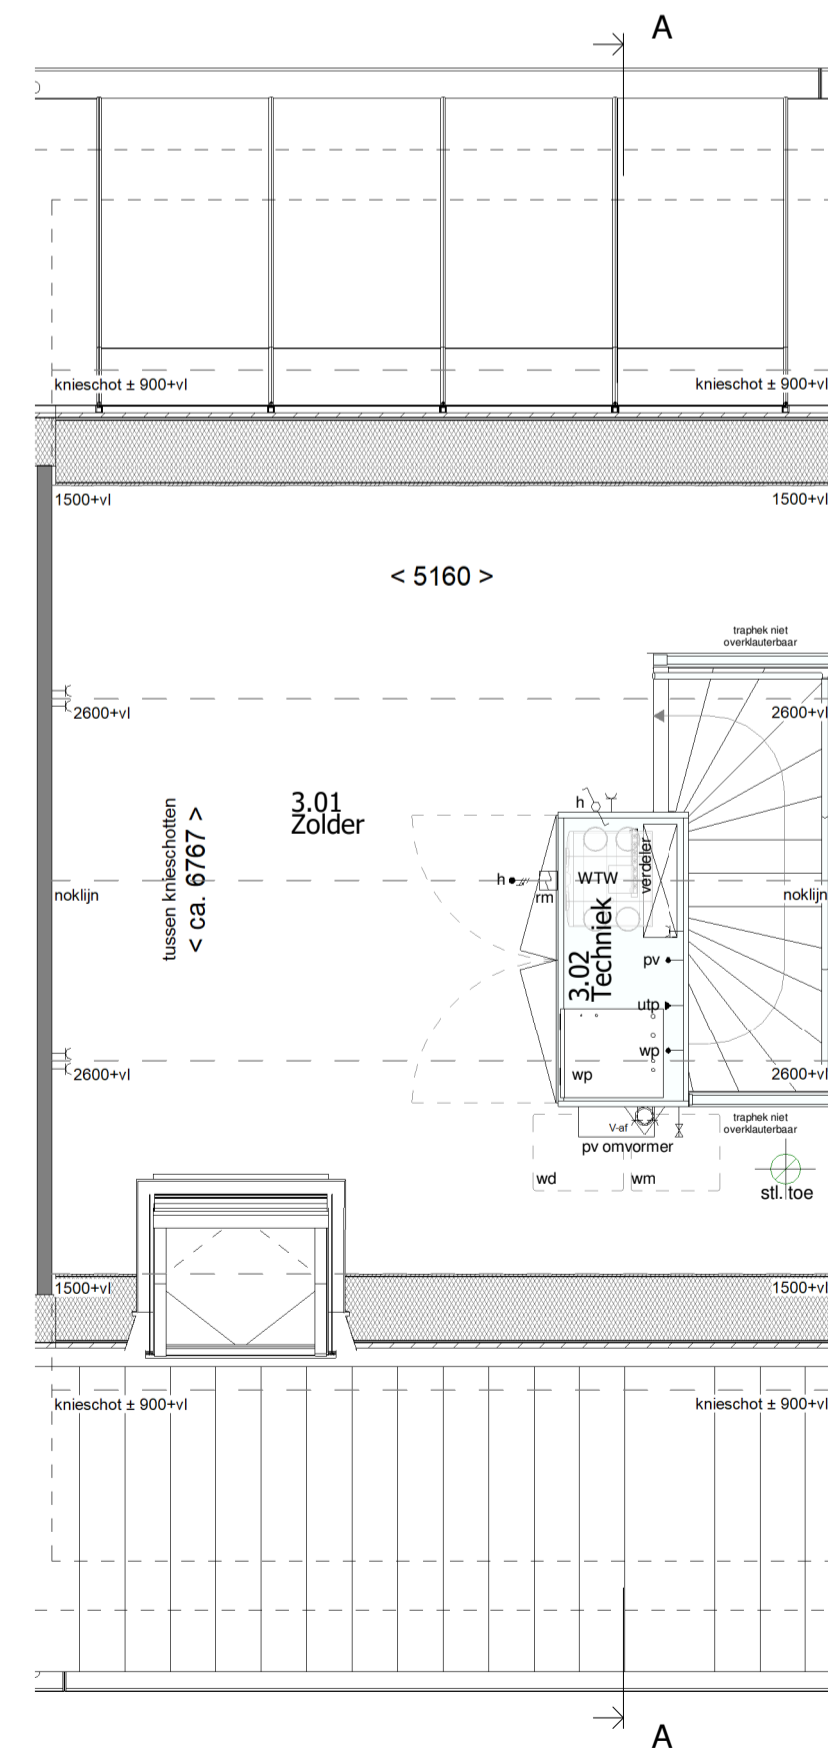 A
knieschot ± 900+vl
knieschot ± 900+vl
1500+vl
1500+vl
< 5160 >
traphek niet
overklauterbaar
2600+vl
2600+vl
3.01
Zolder
tussen knieschotten
< ca. 6767 >
h
h
rm
WTW
verdeler
noklijn
noklijn
3.02
Techniek
pv
utp
wp
wp
2600+vl
2600+vl
V-af
pv omvormer
traphek niet
overklauterbaar
wd
wm
stl. toe
1500+vl
1500+vl
knieschot ± 900+vl
knieschot ± 900+vl
A